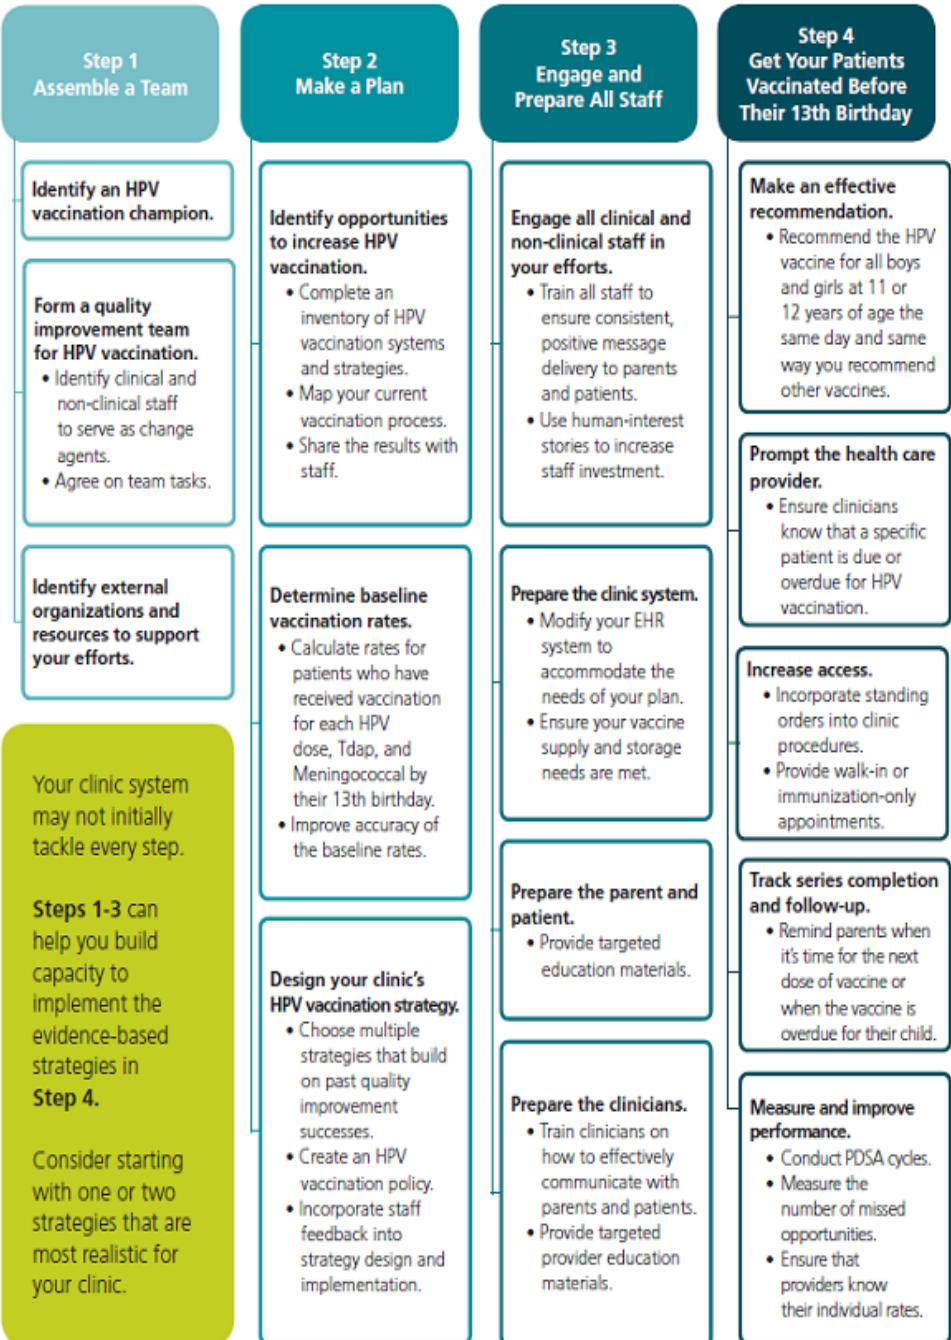 Step 1
Assemble a Team
Identify an HPV
vaccination champion.
Form a quality
improvement team
for HPV vaccination.
• Identify clinical and
non-clinical staff
to serve as change
agents.
• Agree on team tasks.
Identify external
organizations and
resources to support
your efforts.
Your clinic system
may not initially
tackle every step.
Steps 1-3 can
help you build
capacity to
implement the
evidence-based
strategies in
Step 4.
Consider starting
with one or two
strategies that are
most realistic for
your clinic.
Step 2
Make a Plan
Identify opportunities
to increase HPV
vaccination.
• Complete an
inventory of HPV
vaccination systems
and strategies.
• Map your current
vaccination process.
• Share the results with
staff.
Determine baseline
vaccination rates.
• Calculate rates for
patients who have
received vaccination
for each HPV
dose, Tdap, and
Meningococcal by
their 13th birthday.
• Improve accuracy of
the baseline rates.
Design your clinic's
HPV vaccination strategy.
• Choose multiple
strategies that build
on past quality
improvement
successes.
• Create an HPV
vaccination policy.
• Incorporate staff
feedback into
strategy design and
implementation.
Step 3
Engage and
Prepare All Staff
Engage all clinical and
non-clinical staff in
your efforts.
• Train all staff to
ensure consistent,
positive message
delivery to parents
and patients.
• Use human-interest
stories to increase
staff investment.
Prepare the clinic system.
• Modify your EHR
system to
accommodate the
needs of your plan.
• Ensure your vaccine
supply and storage
needs are met.
Prepare the parent and
patient.
• Provide targeted
education materials.
Prepare the clinicians.
• Train clinicians on
how to effectively
communicate with
parents and patients.
• Provide targeted
provider education
materials.
Step 4
Get Your Patients
Vaccinated Before
Their 13th Birthday
Make an effective
recommendation.
• Recommend the HPV
vaccine for all boys
and girls at 11 or
12 years of age the
same day and same
way you recommend
other vaccines.
Prompt the health care
provider.
• Ensure clinicians
know that a specific
patient is due or
overdue for HPV
vaccination.
Increase access.
• Incorporate standing
orders into clinic
procedures.
• Provide walk-in or
immunization-only
appointments.
Track series completion
and follow-up.
• Remind parents when
it's time for the next
dose of vaccine or
when the vaccine is
overdue for their child.
Measure and improve
performance.
• Conduct PDSA cycles.
• Measure the
number of missed
opportunities.
• Ensure that
providers know
their individual rates.